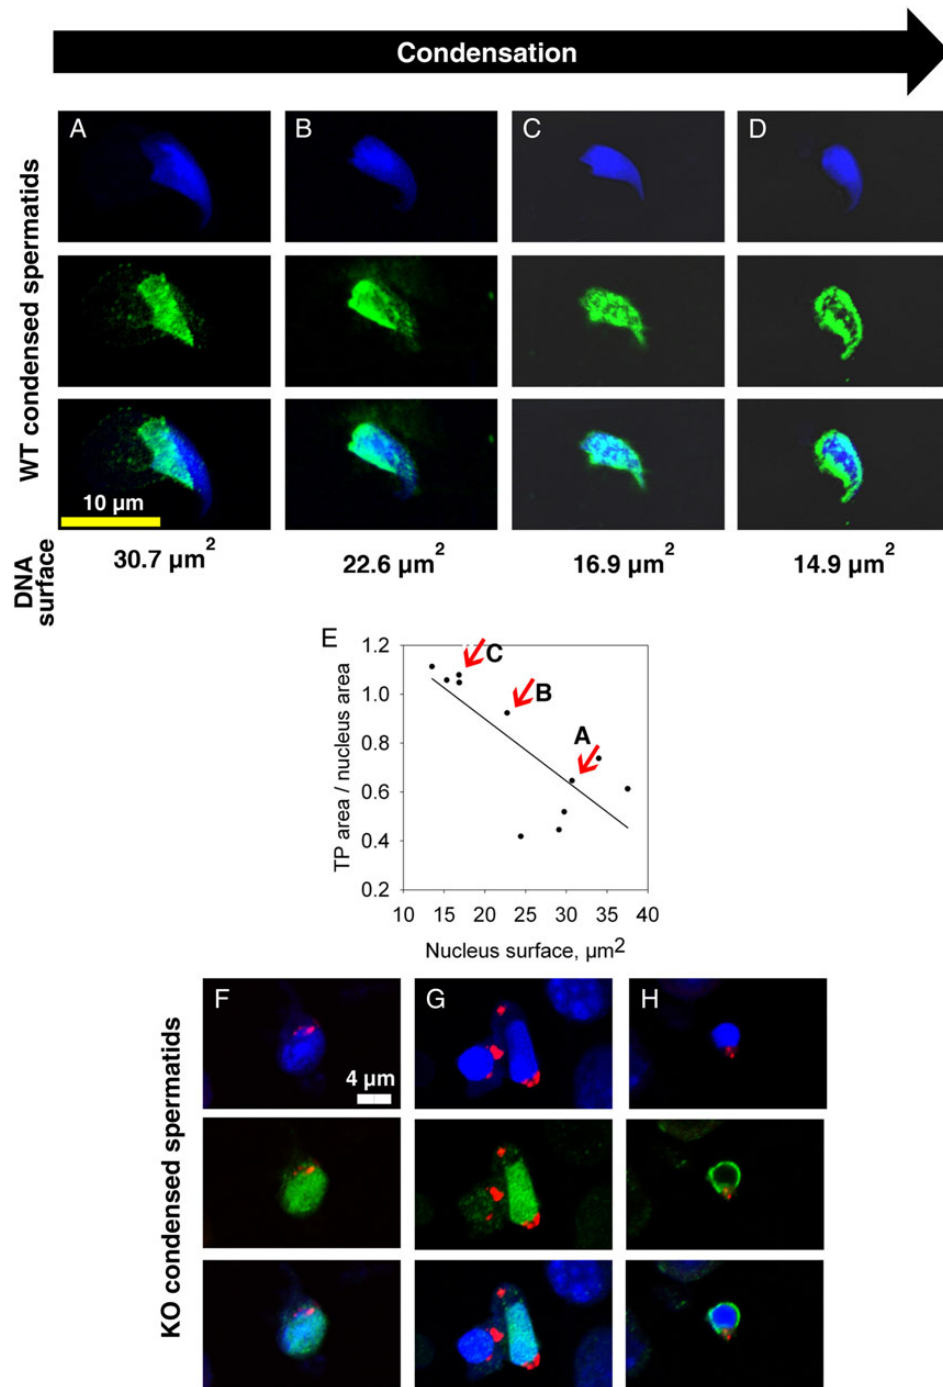 Condensation
A
B
C
D
WT condensed spermatids
10 µm
DNA surface
30.7 µm²
22.6 µm²
16.9 µm²
14.9 µm²
E
1.2
1.0
0.8
0.6
0.4
0.2
C
B
A
TP area / nucleus area
10 15 20 25 30 35 40
Nucleus surface, µm²
F
G
H
4 µm
KO condensed spermatids